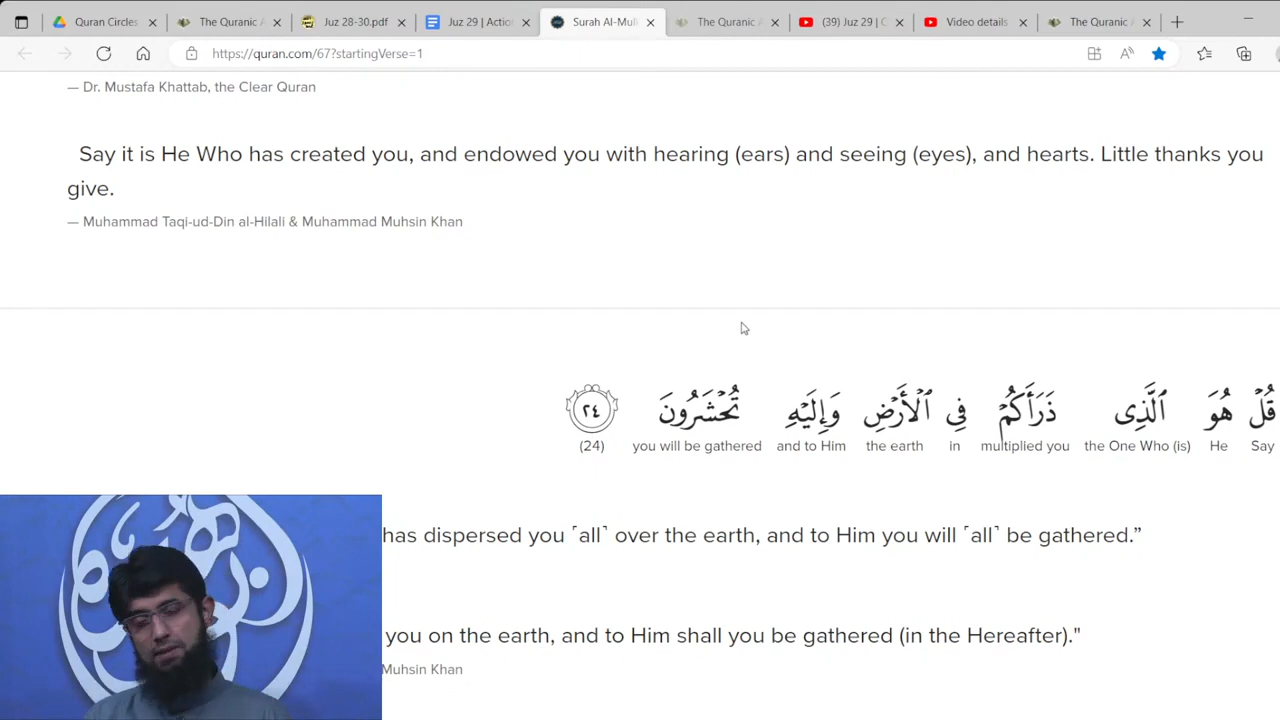 Quran Circles
The Quranic A
Juz 28-30.pdf
Juz 29 | Actio
Surah Al-Mul
The Quranic A
(39) Juz 29 | C
Video details
The Quranic A
https://quran.com/67?startingVerse=1
— Dr. Mustafa Khattab, the Clear Quran
Say it is He Who has created you, and endowed you with hearing (ears) and seeing (eyes), and hearts. Little thanks you
give.
— Muhammad Taqi-ud-Din al-Hilali & Muhammad Muhsin Khan
قُلْ هُوَ ٱلَّذِى ذَرَأَكُمْ فِى ٱلْأَرْضِ وَإِلَيْهِ تُحْشَرُونَ ٢٤
(24) you will be gathered and to Him the earth in multiplied you the One Who (is) He Say
has dispersed you ˹all˺ over the earth, and to Him you will ˹all˺ be gathered.”
you on the earth, and to Him shall you be gathered (in the Hereafter)."
Muhsin Khan